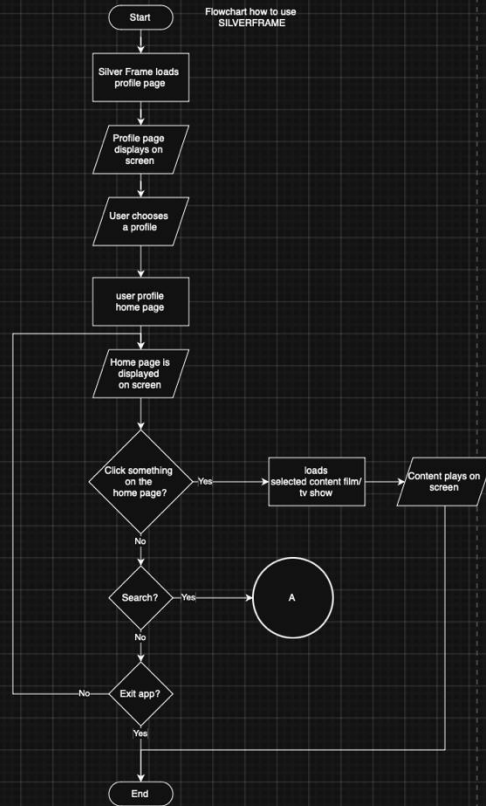 Start
Flowchart how to use
SILVERFRAME
Silver Frame loads
profile page
Profile page
displays on
screen
User chooses
a profile
user profile
home page
Home page is
displayed
on screen
Click something
on the
home page?
Yes
loads
selected content film/
tv show
Content plays on
screen
No
Search?
Yes
A
No
Exit app?
No
Yes
End